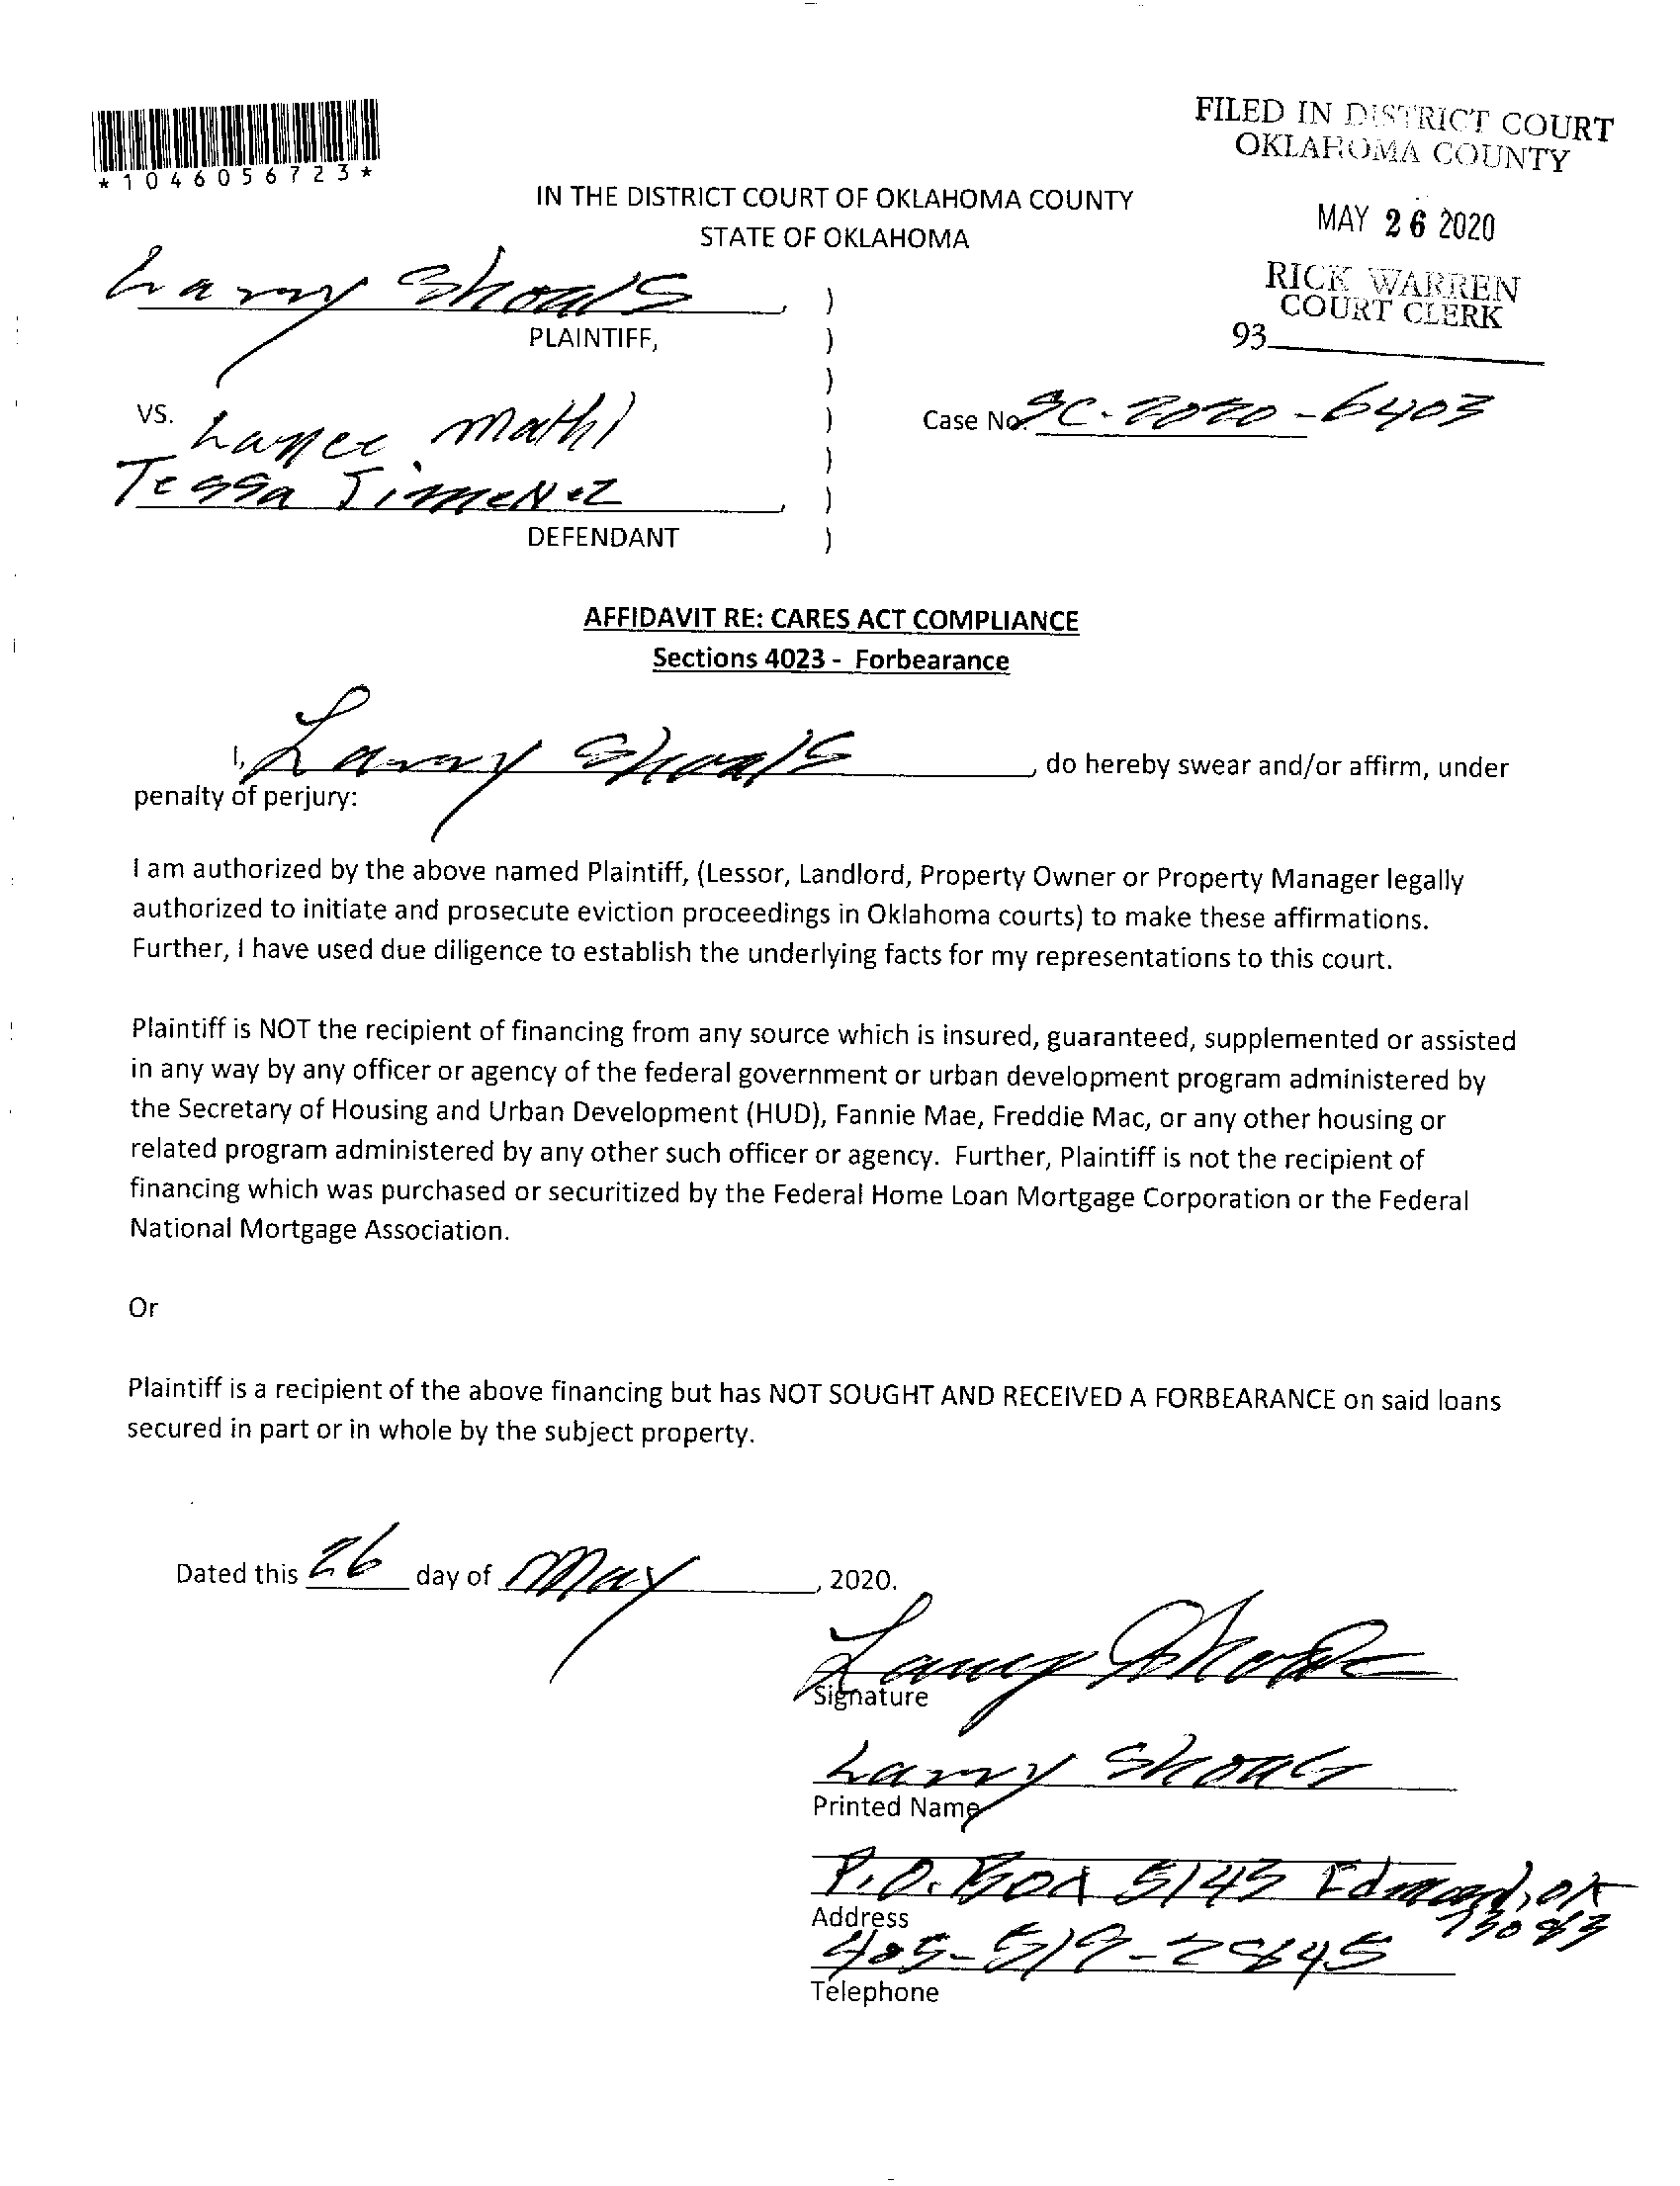 *1046056723*
FILED IN DISTRICT COURT
OKLAHOMA COUNTY
MAY 26 2020
RICK WARREN
COURT CLERK
93
IN THE DISTRICT COURT OF OKLAHOMA COUNTY
STATE OF OKLAHOMA
Larry Shoals, )
PLAINTIFF, )
)
VS. Lance Mathi )
Case No. SC-2020-6403
)
Tessa Jimenez, )
DEFENDANT )
AFFIDAVIT RE: CARES ACT COMPLIANCE
Sections 4023 - Forbearance
I, Larry Shoals, do hereby swear and/or affirm, under
penalty of perjury:
I am authorized by the above named Plaintiff, (Lessor, Landlord, Property Owner or Property Manager legally
authorized to initiate and prosecute eviction proceedings in Oklahoma courts) to make these affirmations.
Further, I have used due diligence to establish the underlying facts for my representations to this court.
Plaintiff is NOT the recipient of financing from any source which is insured, guaranteed, supplemented or assisted
in any way by any officer or agency of the federal government or urban development program administered by
the Secretary of Housing and Urban Development (HUD), Fannie Mae, Freddie Mac, or any other housing or
related program administered by any other such officer or agency. Further, Plaintiff is not the recipient of
financing which was purchased or securitized by the Federal Home Loan Mortgage Corporation or the Federal
National Mortgage Association.
Or
Plaintiff is a recipient of the above financing but has NOT SOUGHT AND RECEIVED A FORBEARANCE on said loans
secured in part or in whole by the subject property.
Dated this 26 day of May, 2020.
Larry Shoals
Signature
Larry Shoals
Printed Name
P.O. Box 5143 Edmond, OK
73083
Address
405-519-2845
Telephone